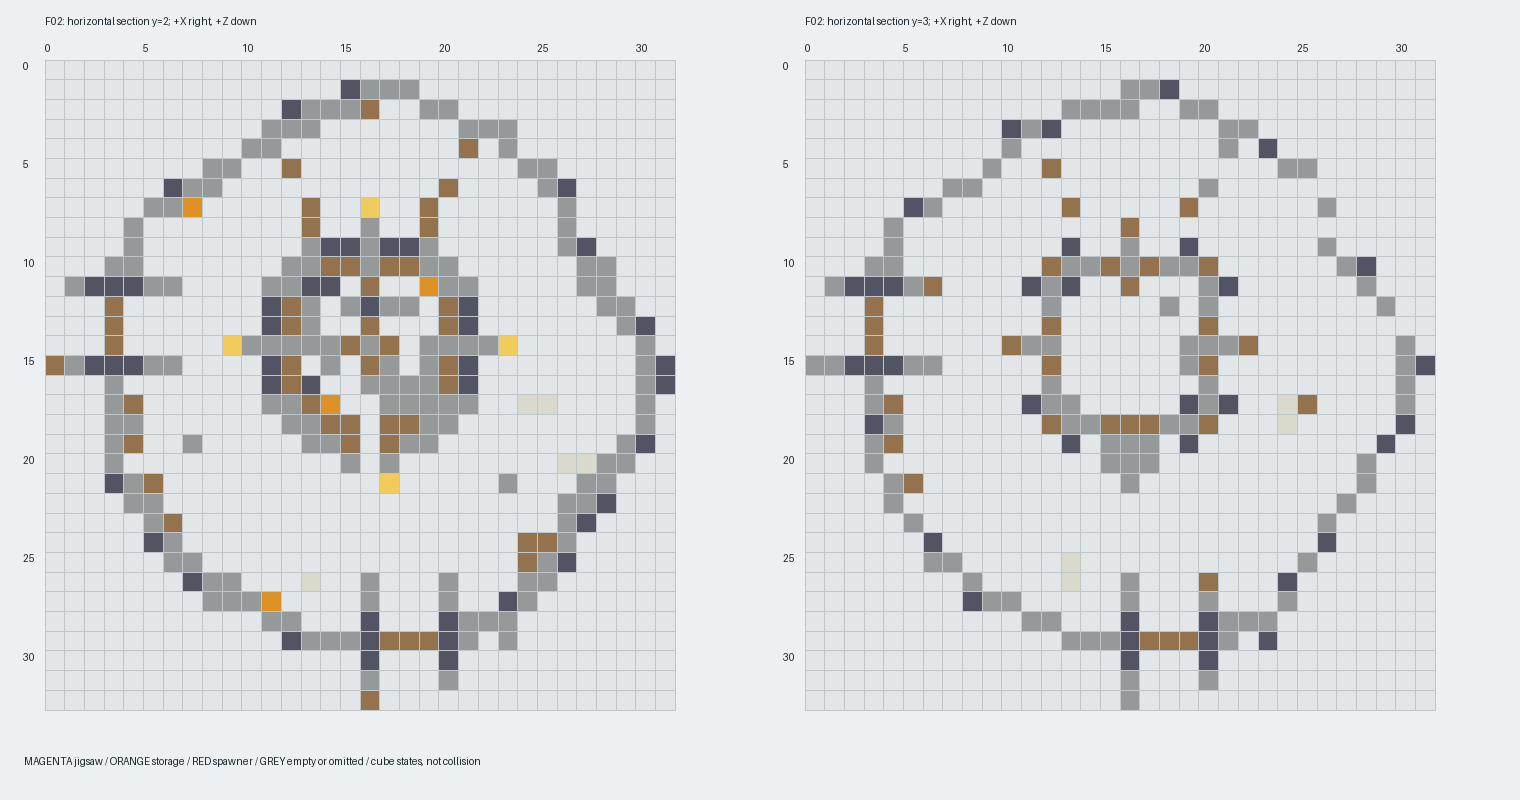 F02: horizontal section y=2; +X right, +Z down
F02: horizontal section y=3; +X right, +Z down
0 5 10 15 20 25 30
0 5 10 15 20 25 30
0 0
5 5
10 10
15 15
20 20
25 25
30 30
MAGENTA jigsaw / ORANGE storage / RED spawner / GREY empty or omitted / cube states, not collision